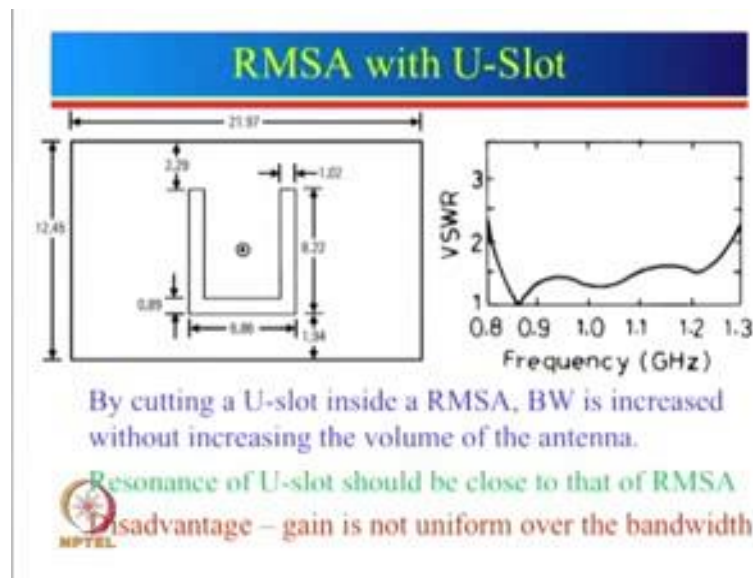 RMSA with U-Slot
21.97
2.29
1.02
12.45
8.22
0.89
6.86
1.94
VSWR
3
2
1
0.8 0.9 1.0 1.1 1.2 1.3
Frequency (GHz)
By cutting a U-slot inside a RMSA, BW is increased
without increasing the volume of the antenna.
Resonance of U-slot should be close to that of RMSA
Disadvantage – gain is not uniform over the bandwidth
NPTEL